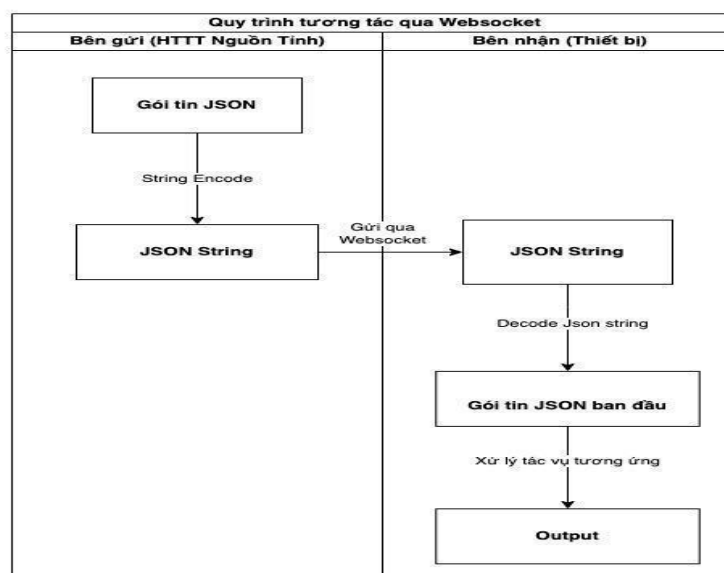 Quy trình tương tác qua Websocket
Bên gửi (HTTT Nguồn Tỉnh)
Bên nhận (Thiết bị)
Gói tin JSON
String Encode
JSON String
Gửi qua
Websocket
JSON String
Decode Json string
Gói tin JSON ban đầu
Xử lý tác vụ tương ứng
Output